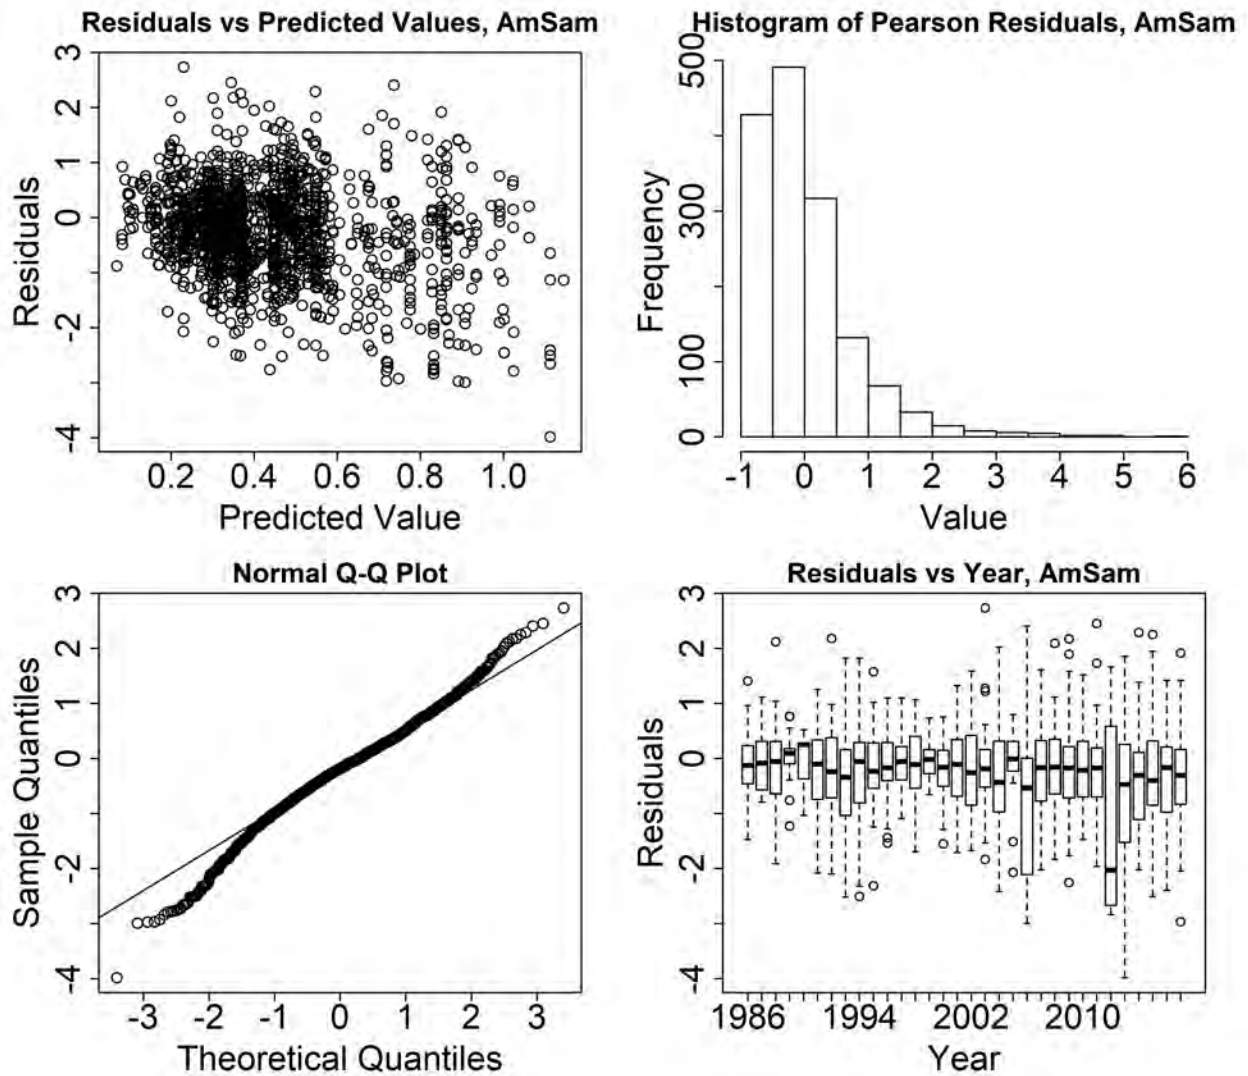 Residuals vs Predicted Values, AmSam
3
2
1
0
-2
-4
Residuals
0.2 0.4 0.6 0.8 1.0
Predicted Value
Histogram of Pearson Residuals, AmSam
500
300
100
0
Frequency
-1 0 1 2 3 4 5 6
Value
Normal Q-Q Plot
3
2
1
0
-2
-4
Sample Quantiles
-3 -2 -1 0 1 2 3
Theoretical Quantiles
Residuals vs Year, AmSam
3
2
1
0
-2
-4
Residuals
1986 1994 2002 2010
Year